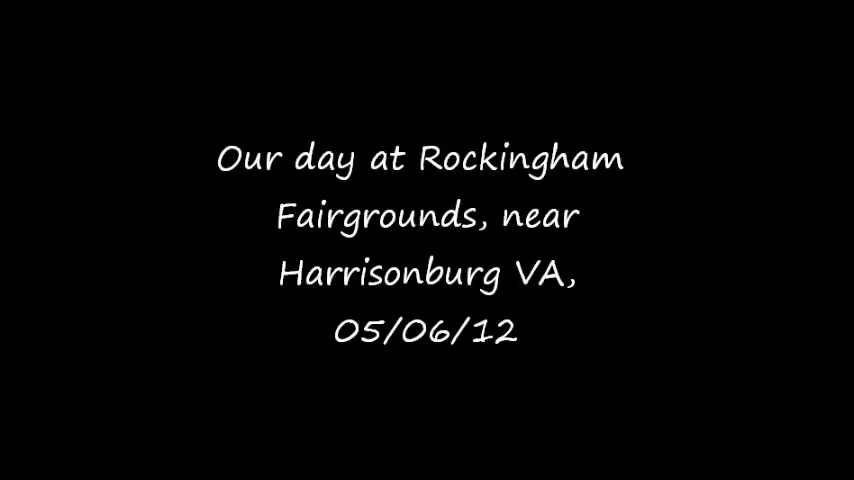 Our day at Rockingham
Fairgrounds, near
Harrisonburg VA,
05/06/12